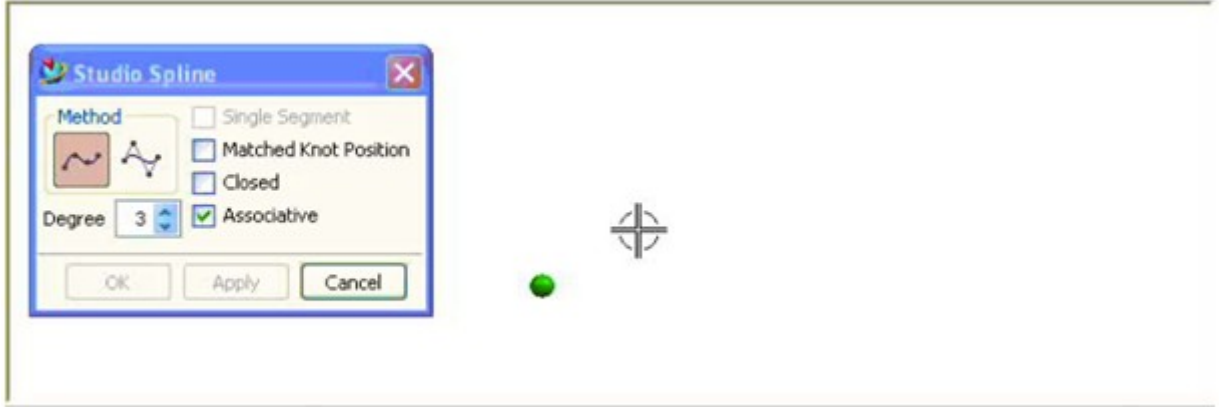 Studio Spline
Method
Single Segment
Matched Knot Position
Closed
Degree 3 Associative
OK Apply Cancel